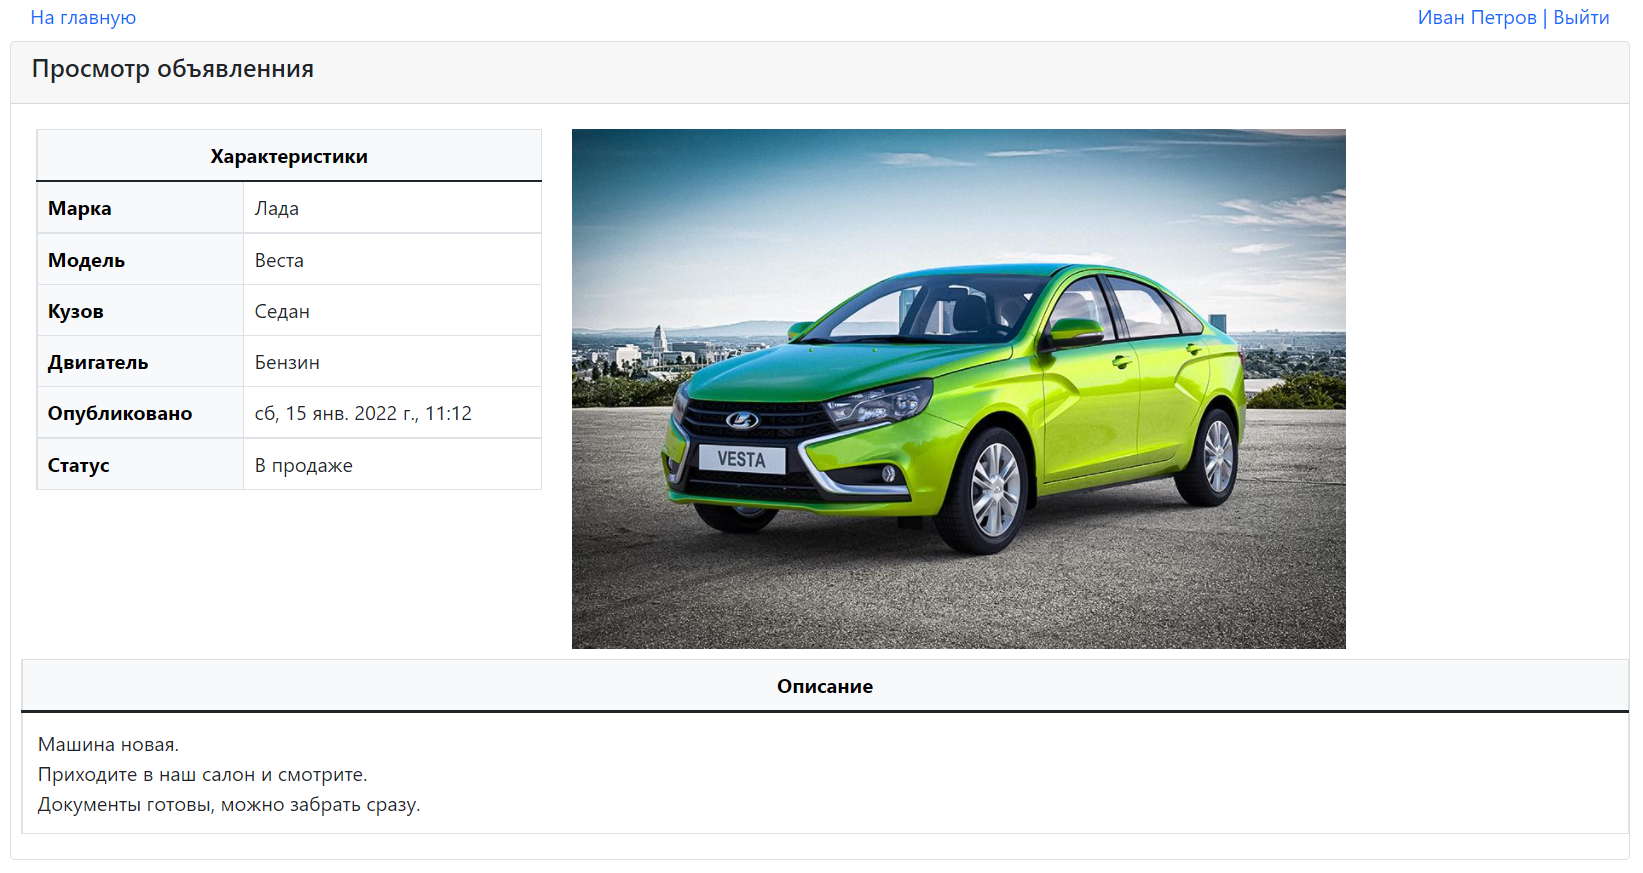 На главную
Иван Петров | Выйти
Просмотр объявленния
Характеристики
Марка Лада
Модель Веста
Кузов Седан
Двигатель Бензин
Опубликовано сб, 15 янв. 2022 г., 11:12
Статус В продаже
VESTA
Описание
Машина новая.
Приходите в наш салон и смотрите.
Документы готовы, можно забрать сразу.